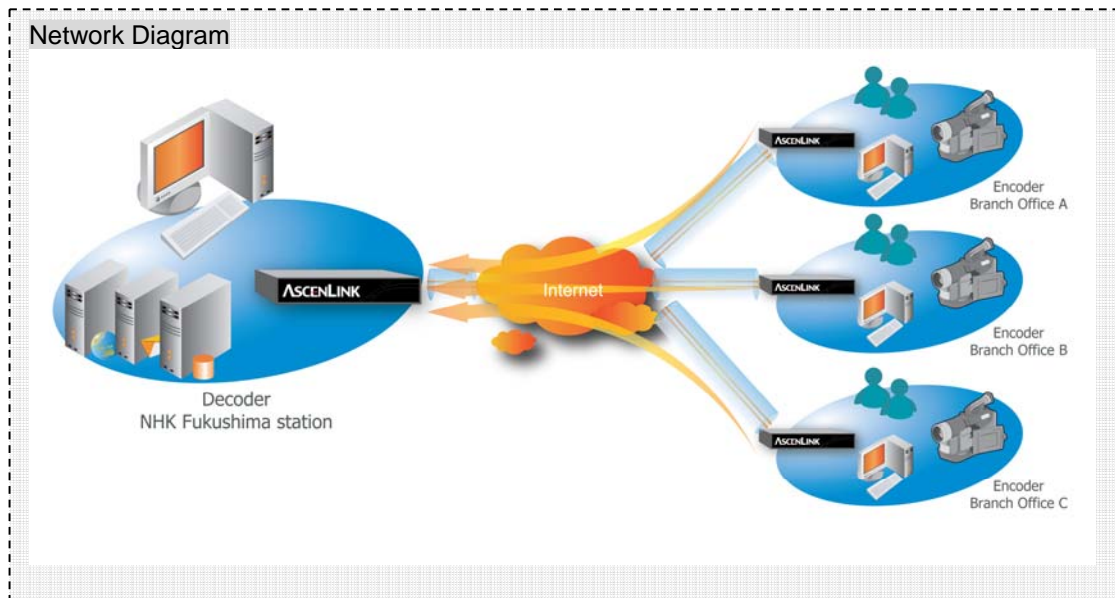 Network Diagram
ASCENLINK
Encoder
Branch Office A
Internet
ASCENLINK
ASCENLINK
Encoder
Branch Office B
Decoder
NHK Fukushima station
ASCENLINK
Encoder
Branch Office C